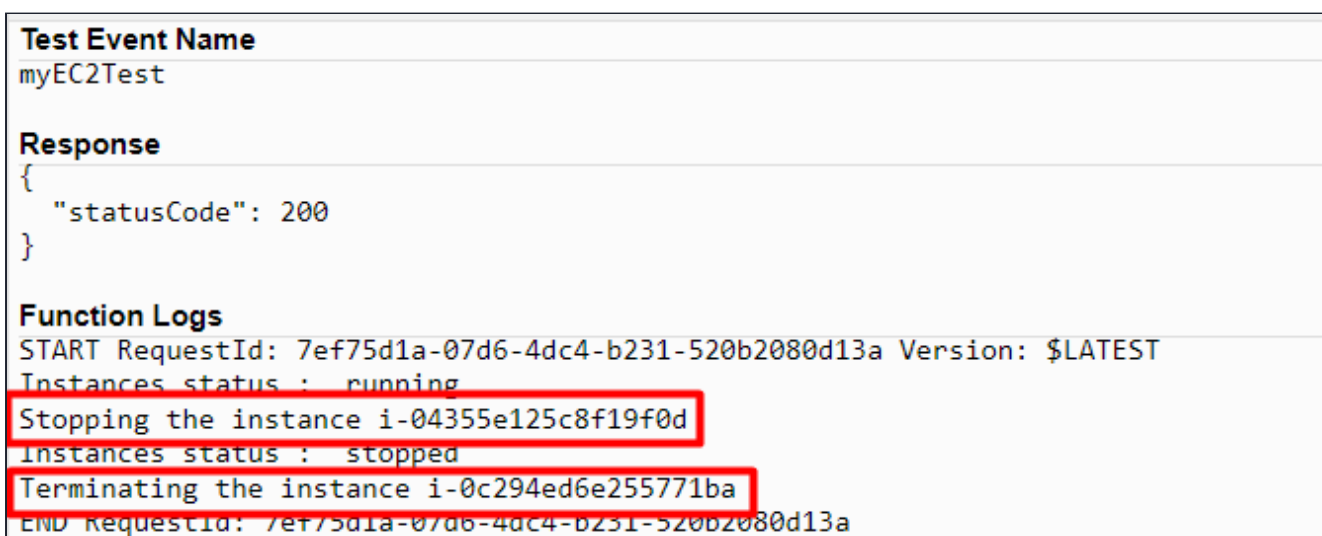 Test Event Name
myEC2Test
Response
{
"statusCode": 200
}
Function Logs
START RequestId: 7ef75d1a-07d6-4dc4-b231-520b2080d13a Version: $LATEST
Instances status : running
Stopping the instance i-04355e125c8f19f0d
Instances status : stopped
Terminating the instance i-0c294ed6e255771ba
END RequestId: 7ef75d1a-07d6-4dc4-b231-520b2080d13a